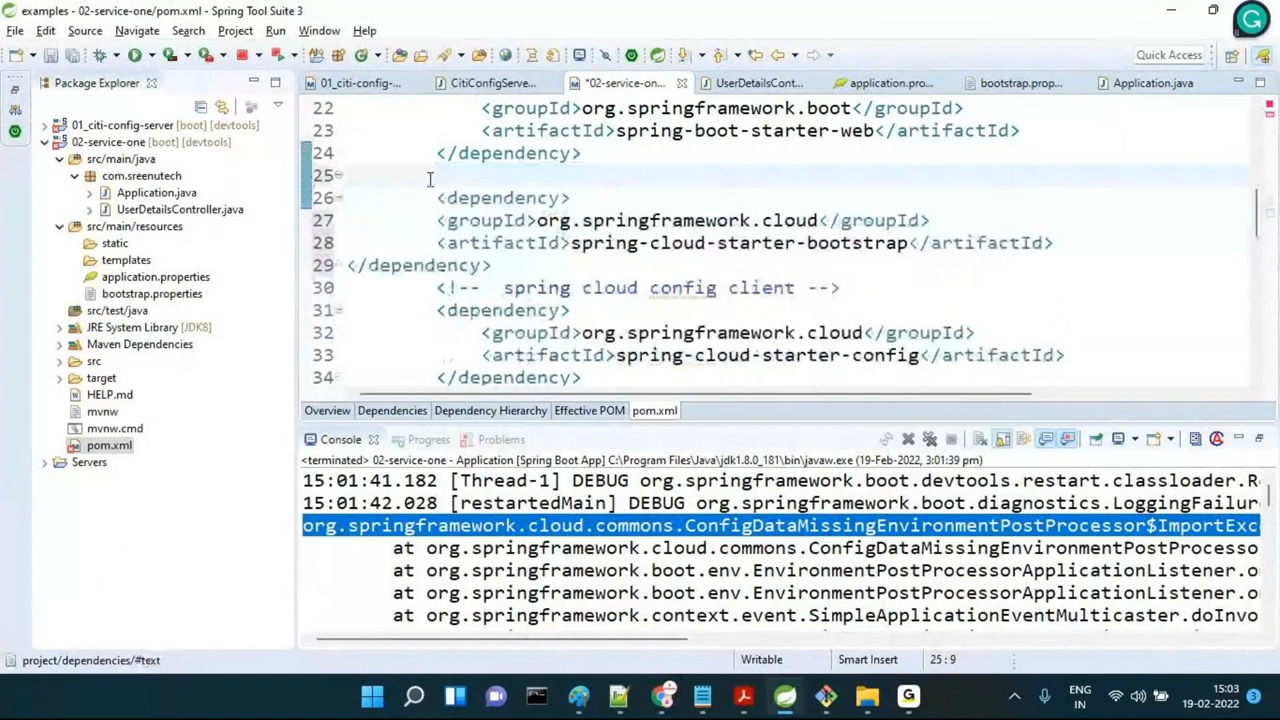 examples - 02-service-one/pom.xml - Spring Tool Suite 3
File Edit Source Navigate Search Project Run Window Help
Quick Access
Package Explorer
01_citi-config-server [boot] [devtools]
02-service-one [boot] [devtools]
src/main/java
com.sreenutech
Application.java
UserDetailsController.java
src/main/resources
static
templates
application.properties
bootstrap.properties
src/test/java
JRE System Library [JDK8]
Maven Dependencies
src
target
HELP.md
mvnw
mvnw.cmd
pom.xml
Servers
01_citi-config-... CitiConfigServe... *02-service-on... UserDetailsCont... application.pro... bootstrap.prop... Application.java
22 <groupId>org.springframework.boot</groupId>
23 <artifactId>spring-boot-starter-web</artifactId>
24 </dependency>
25
26 <dependency>
27 <groupId>org.springframework.cloud</groupId>
28 <artifactId>spring-cloud-starter-bootstrap</artifactId>
29 </dependency>
30 <!-- spring cloud config client -->
31 <dependency>
32 <groupId>org.springframework.cloud</groupId>
33 <artifactId>spring-cloud-starter-config</artifactId>
34 </dependency>
Overview Dependencies Dependency Hierarchy Effective POM pom.xml
Console Progress Problems
<terminated> 02-service-one - Application [Spring Boot App] C:\Program Files\Java\jdk1.8.0_181\bin\javaw.exe (19-Feb-2022, 3:01:39 pm)
15:01:41.182 [Thread-1] DEBUG org.springframework.boot.devtools.restart.classloader.R
15:01:42.028 [restartedMain] DEBUG org.springframework.boot.diagnostics.LoggingFailur
org.springframework.cloud.commons.ConfigDataMissingEnvironmentPostProcessor$ImportExc
at org.springframework.cloud.commons.ConfigDataMissingEnvironmentPostProcesso
at org.springframework.boot.env.EnvironmentPostProcessorApplicationListener.o
at org.springframework.boot.env.EnvironmentPostProcessorApplicationListener.o
at org.springframework.context.event.SimpleApplicationEventMulticaster.doInvo
project/dependencies/#text
Writable Smart Insert 25 : 9
ENG
IN
15:03
19-02-2022
3